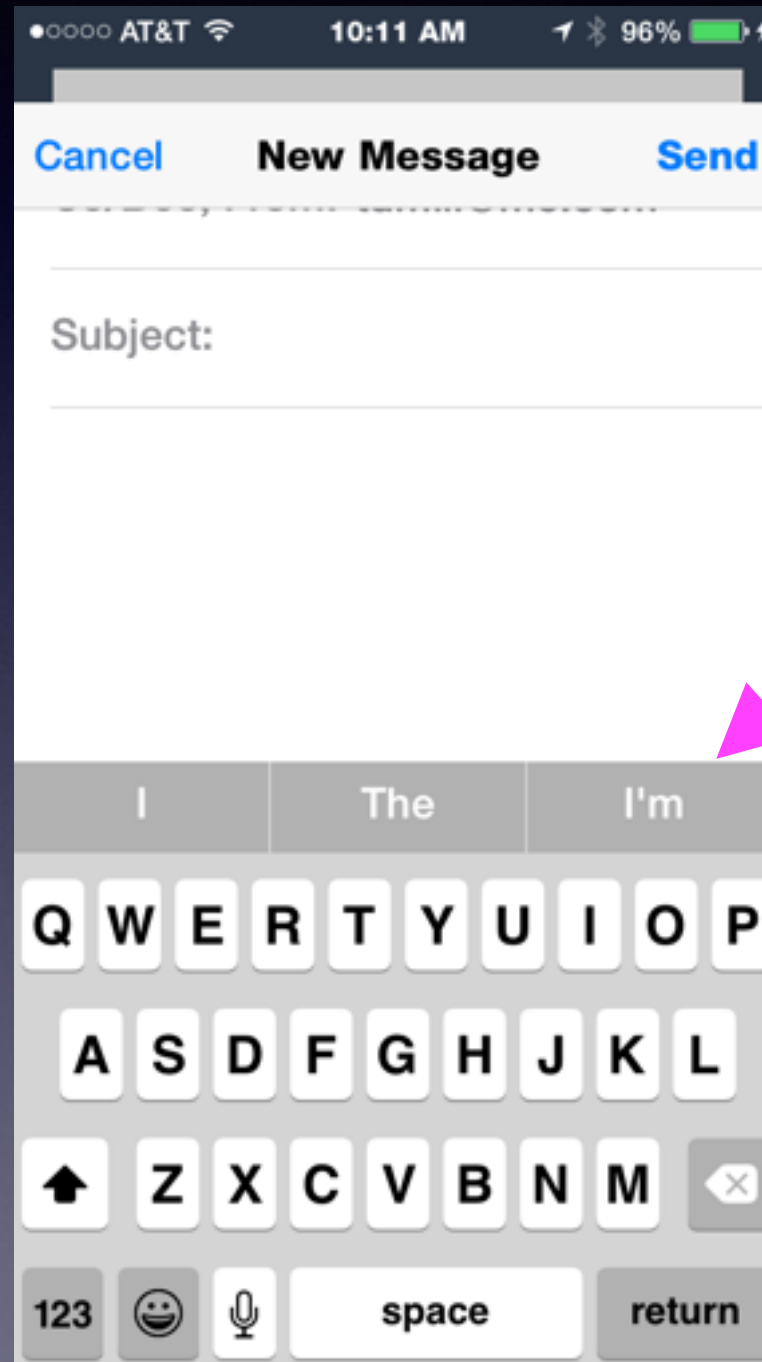 AT&T 10:11 AM 96%
Cancel New Message Send
Subject:
I The I'm
Q W E R T Y U I O P
A S D F G H J K L
Z X C V B N M
123 space return